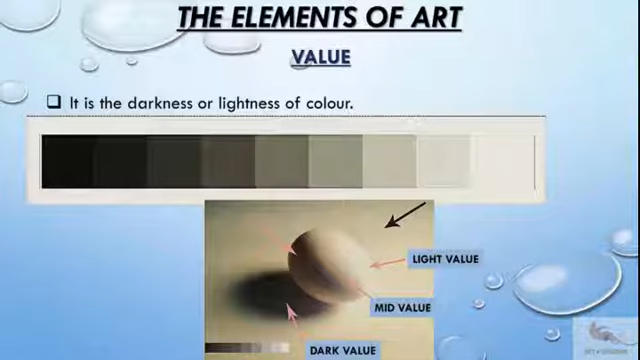 THE ELEMENTS OF ART
VALUE
It is the darkness or lightness of colour.
LIGHT VALUE
MID VALUE
DARK VALUE